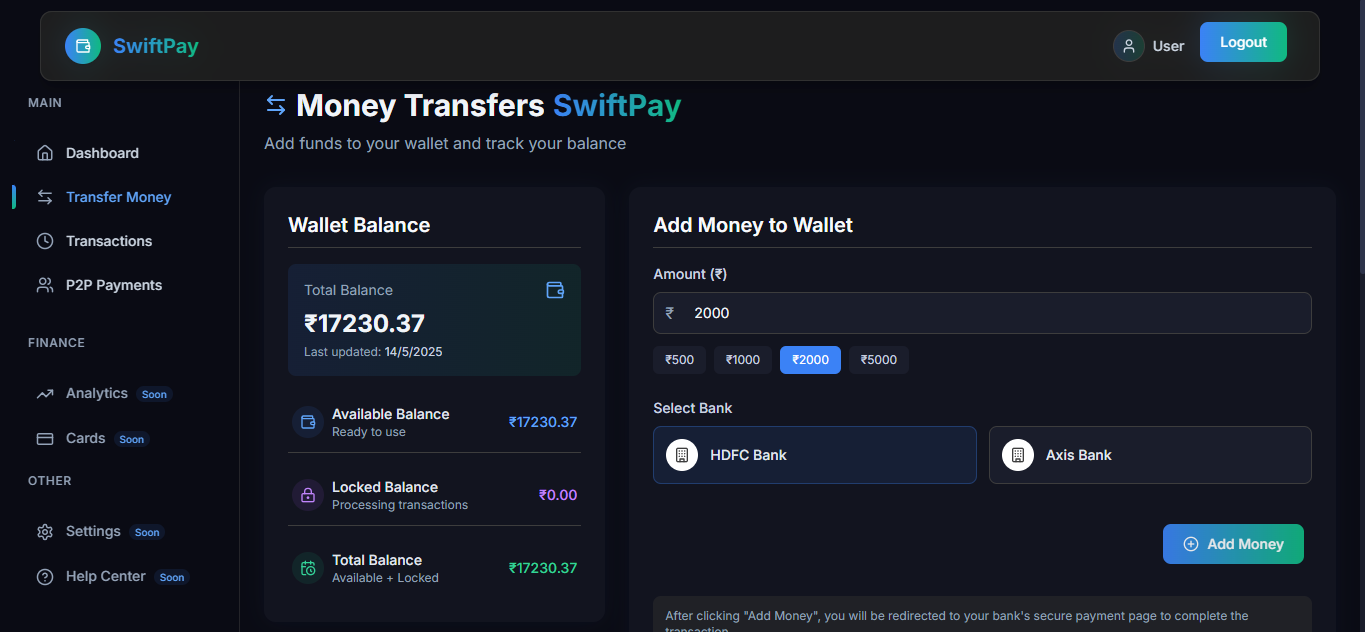 SwiftPay
User
Logout
MAIN
Dashboard
Transfer Money
Transactions
P2P Payments
FINANCE
Analytics Soon
Cards Soon
OTHER
Settings Soon
Help Center Soon
Money Transfers SwiftPay
Add funds to your wallet and track your balance
Wallet Balance
Total Balance
₹17230.37
Last updated: 14/5/2025
Available Balance
Ready to use
₹17230.37
Locked Balance
Processing transactions
₹0.00
Total Balance
Available + Locked
₹17230.37
Add Money to Wallet
Amount (₹)
₹ 2000
₹500 ₹1000 ₹2000 ₹5000
Select Bank
HDFC Bank
Axis Bank
Add Money
After clicking "Add Money", you will be redirected to your bank's secure payment page to complete the
transaction